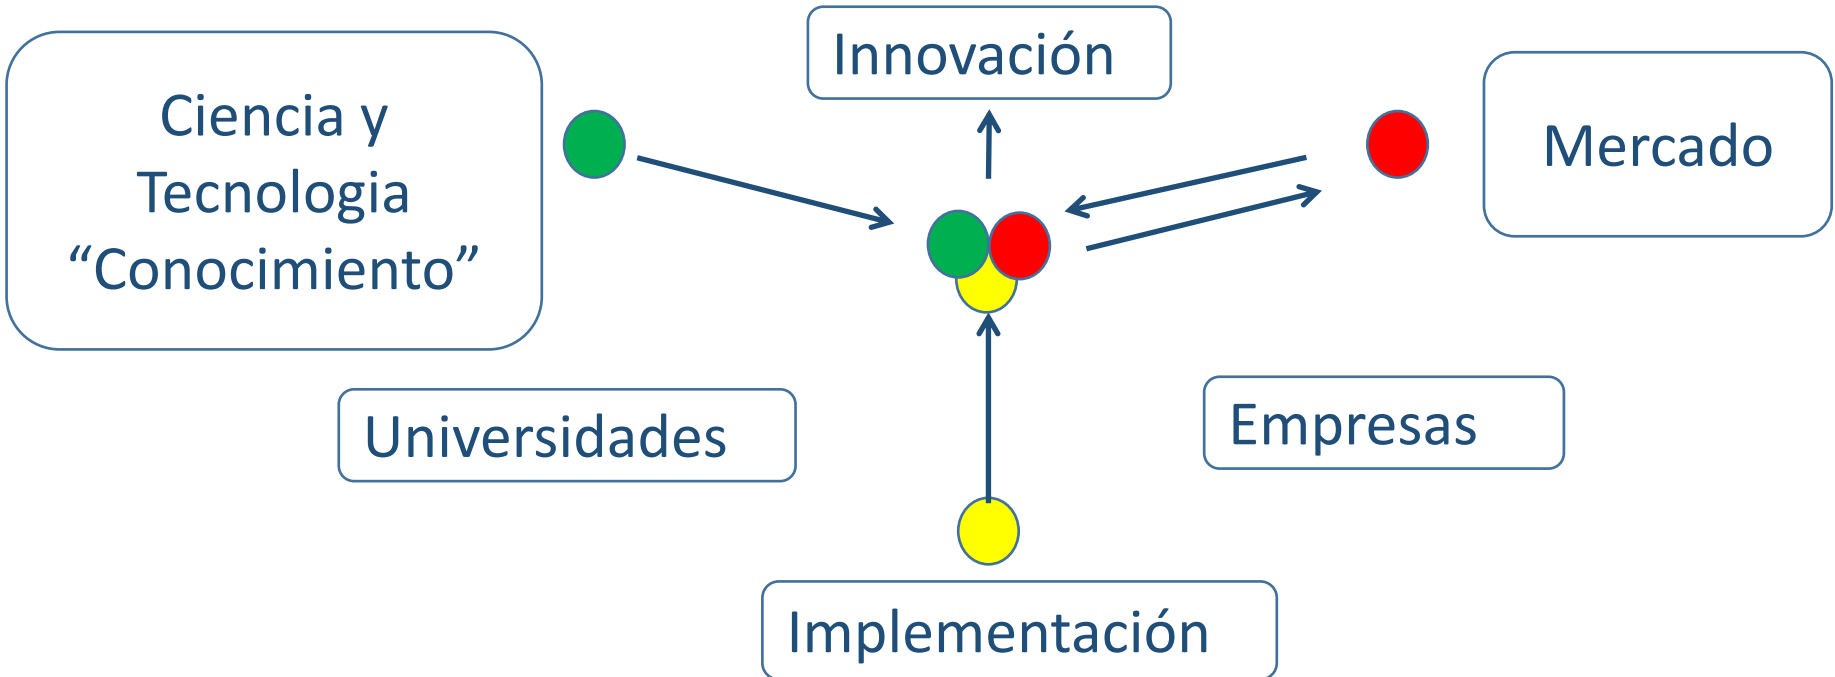 Innovación
Ciencia y
Tecnologia
“Conocimiento”
Mercado
Universidades
Empresas
Implementación